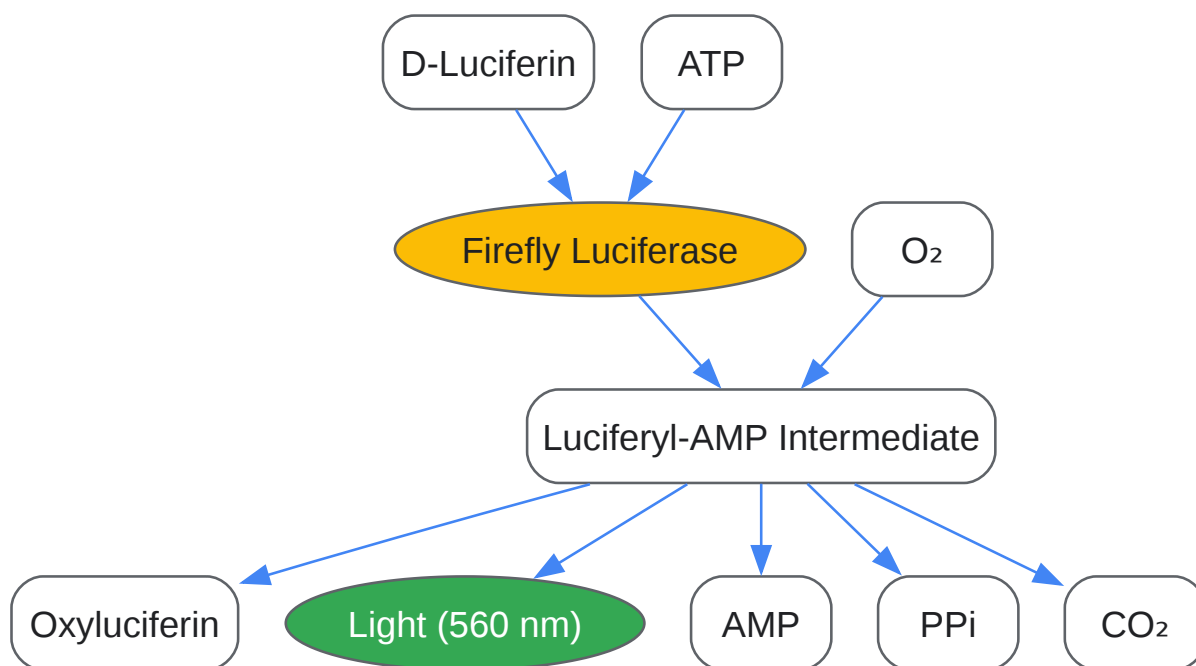 D-Luciferin
ATP
Firefly Luciferase
O₂
Luciferyl-AMP Intermediate
Oxyluciferin
Light (560 nm)
AMP
PPi
CO₂